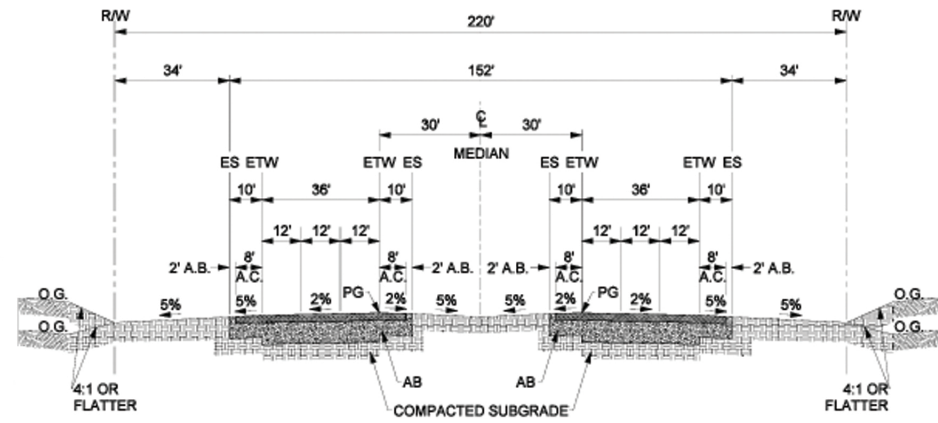 R/W R/W
220'
34' 152' 34'
30' ℄ 30'
MEDIAN
ES ETW ETW ES ES ETW ETW ES
10' 36' 10' 10' 36' 10'
12' 12' 12' 12' 12' 12'
2' A.B. 8' 8' 2' A.B. 2' A.B. 8' 8' 2' A.B.
A.C. A.C. A.C. A.C.
O.G. PG PG O.G.
5% 5% 2% 2% 5% 5% 2% 2% 5% 5%
O.G. O.G.
4:1 OR AB AB 4:1 OR
FLATTER FLATTER
COMPACTED SUBGRADE